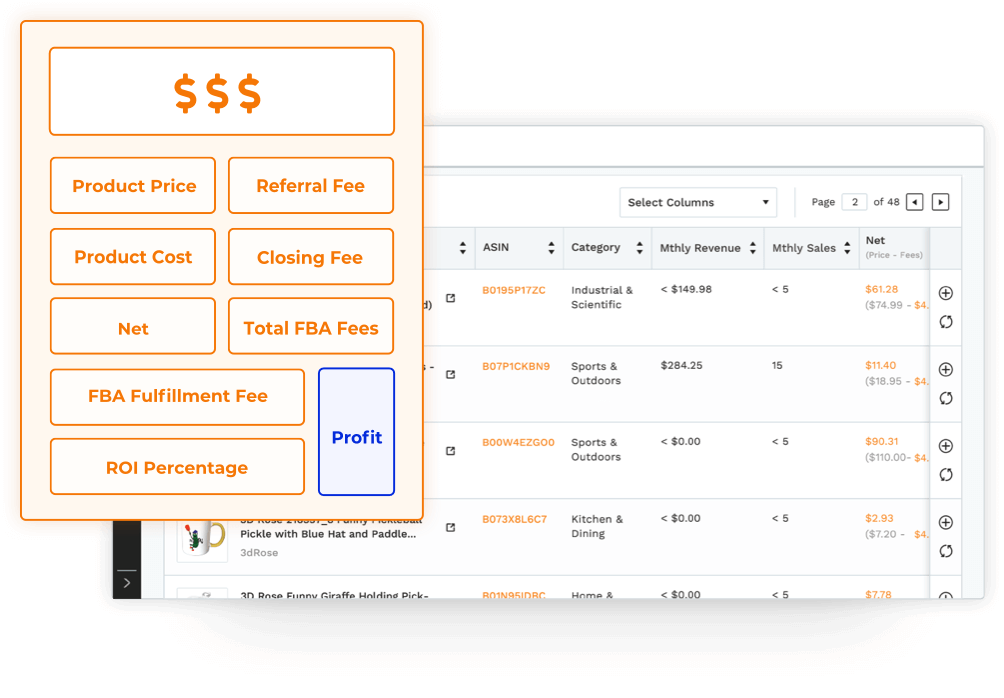 $$$
Product Price
Referral Fee
Product Cost
Closing Fee
Net
Total FBA Fees
FBA Fulfillment Fee
Profit
ROI Percentage
Select Columns
Page 2 of 48
ASIN
Category
Mthly Revenue
Mthly Sales
Net
(Price - Fees)
B0195P17ZC
Industrial &
Scientific
< $149.98
< 5
$61.28
($74.99 - $4.
B07P1CKBN9
Sports &
Outdoors
$284.25
15
$11.40
($18.95 - $4.
B00W4EZGO0
Sports &
Outdoors
< $0.00
< 5
$90.31
($110.00- $4.
Pickle with Blue Hat and Paddle...
3dRose
B073X8L6C7
Kitchen &
Dining
< $0.00
< 5
$2.93
($7.20 - $4.
3D Rose Funny Giraffe Holding Pick-
B01N95IDBC
Home &
< $0.00
< 5
$7.78